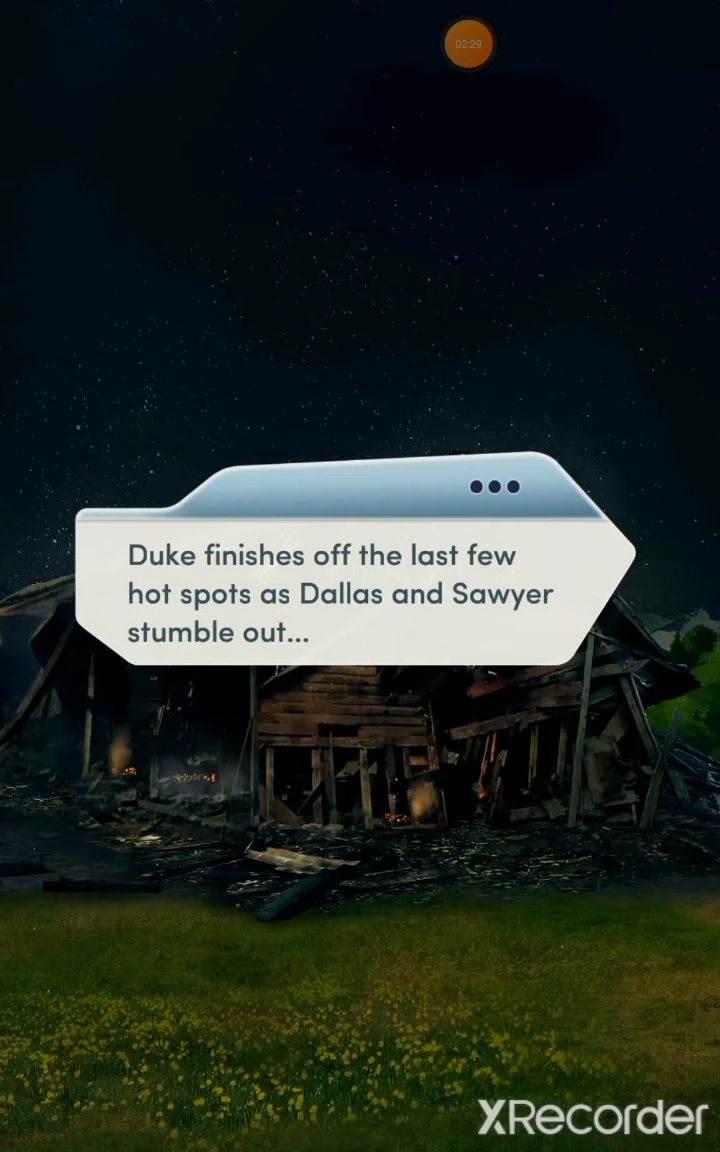 02:29
Duke finishes off the last few
hot spots as Dallas and Sawyer
stumble out...
XRecorder